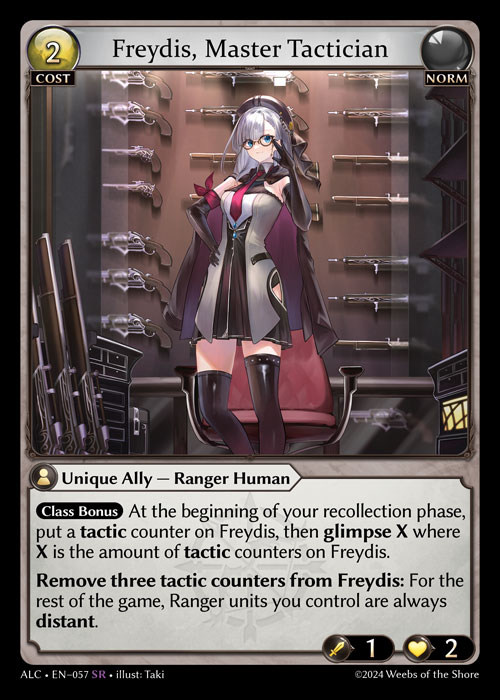 2
Freydis, Master Tactician
COST
NORM
Unique Ally — Ranger Human
Class Bonus At the beginning of your recollection phase,
put a tactic counter on Freydis, then glimpse X where
X is the amount of tactic counters on Freydis.
Remove three tactic counters from Freydis: For the
rest of the game, Ranger units you control are always
distant.
1
2
ALC • EN–057 SR • illust: Taki
©2024 Weebs of the Shore